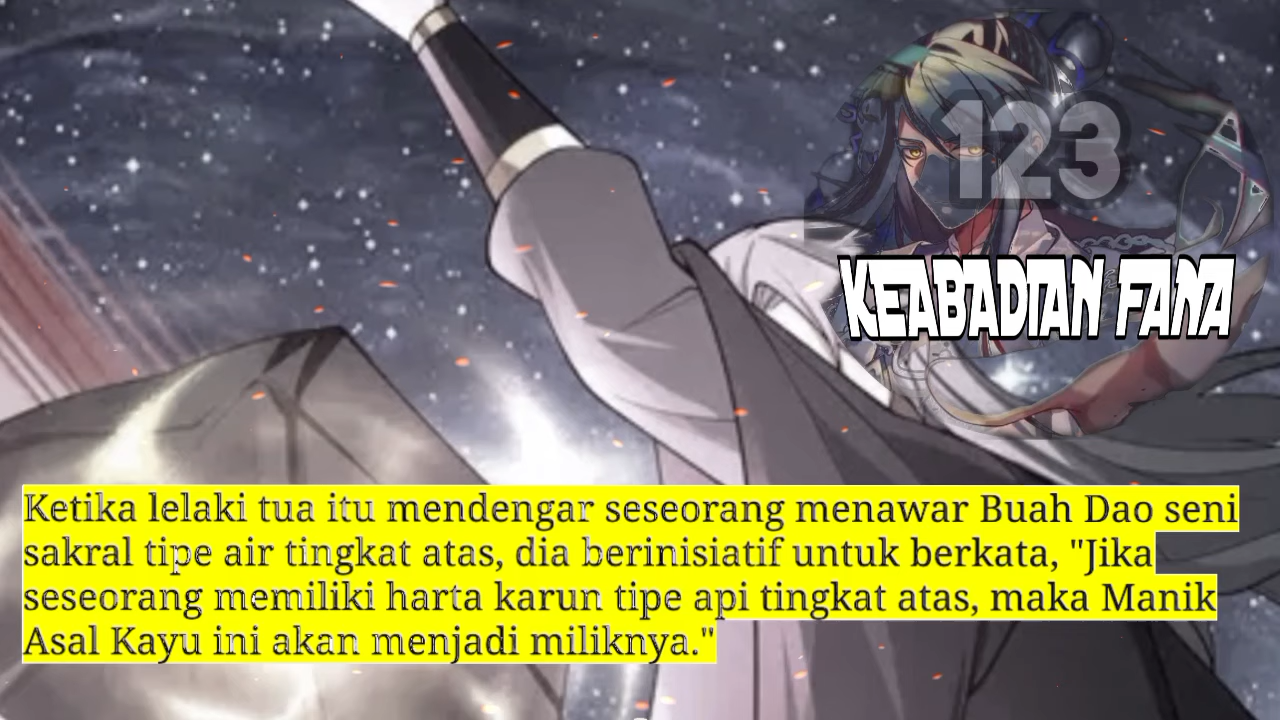 123
KEABADIAN FANA
Ketika lelaki tua itu mendengar seseorang menawar Buah Dao seni
sakral tipe air tingkat atas, dia berinisiatif untuk berkata, "Jika
seseorang memiliki harta karun tipe api tingkat atas, maka Manik
Asal Kayu ini akan menjadi miliknya."